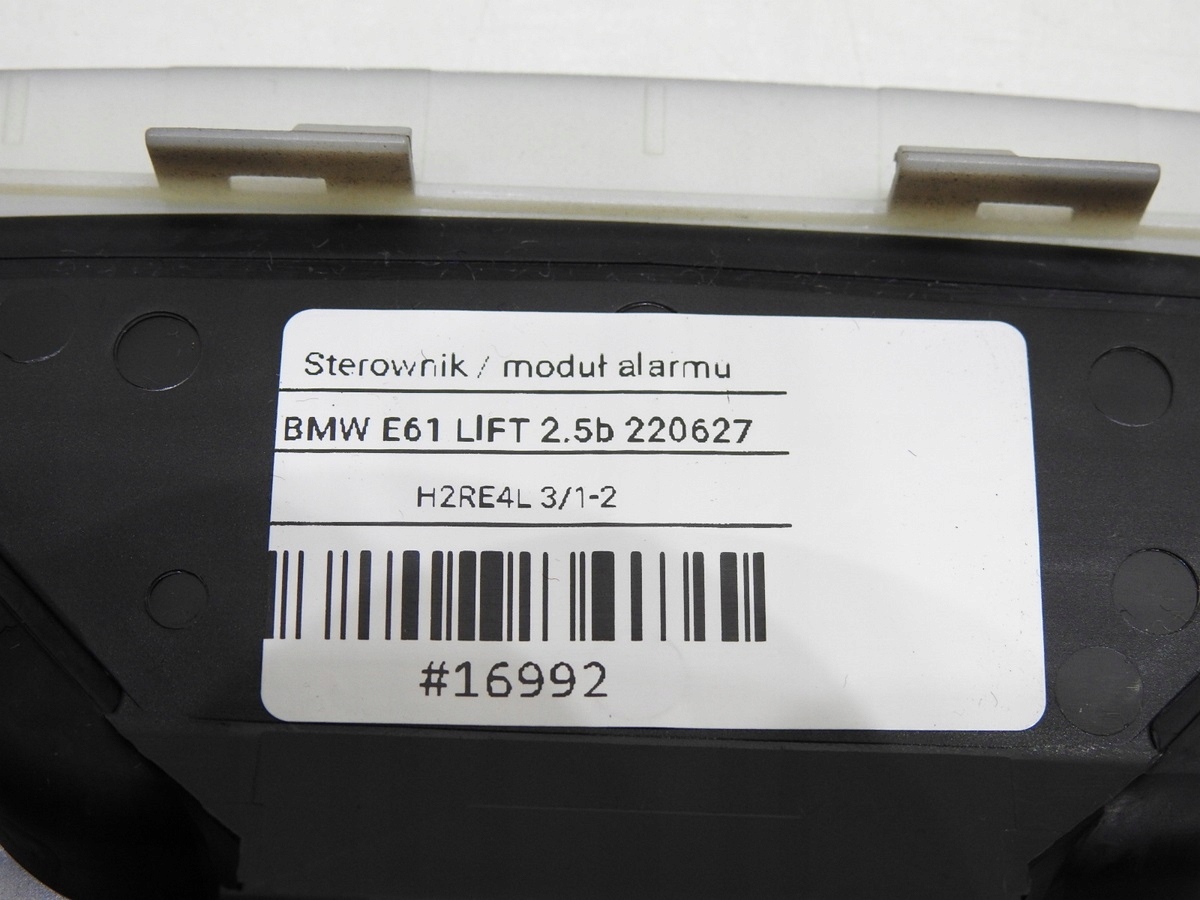 Sterownik / moduł alarmu
BMW E61 LIFT 2.5b 220627
H2RE4L 3/1-2
#16992